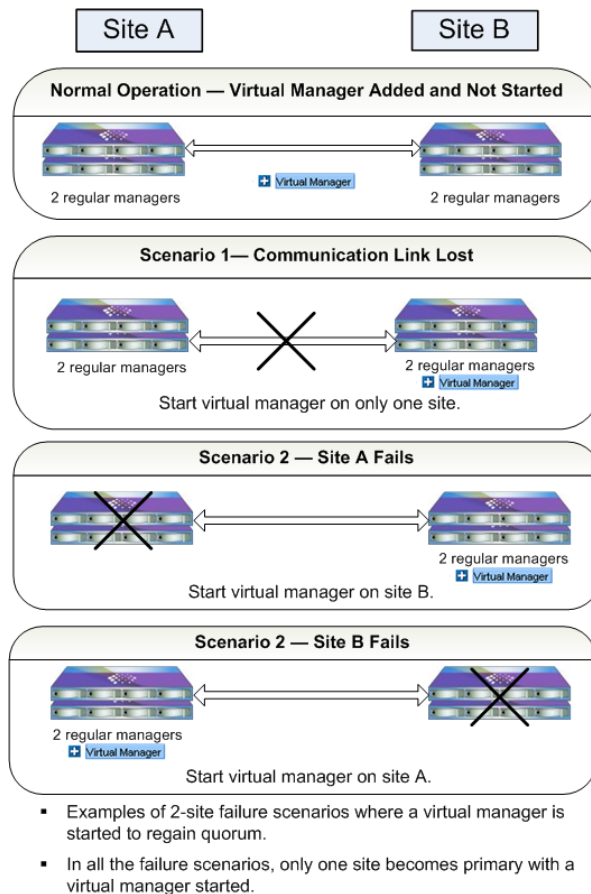 Site A
Site B
Normal Operation — Virtual Manager Added and Not Started
2 regular managers
Virtual Manager
2 regular managers
Scenario 1— Communication Link Lost
2 regular managers
2 regular managers
Virtual Manager
Start virtual manager on only one site.
Scenario 2 — Site A Fails
2 regular managers
Virtual Manager
Start virtual manager on site B.
Scenario 2 — Site B Fails
2 regular managers
Virtual Manager
Start virtual manager on site A.
▪ Examples of 2-site failure scenarios where a virtual manager is
started to regain quorum.
▪ In all the failure scenarios, only one site becomes primary with a
virtual manager started.